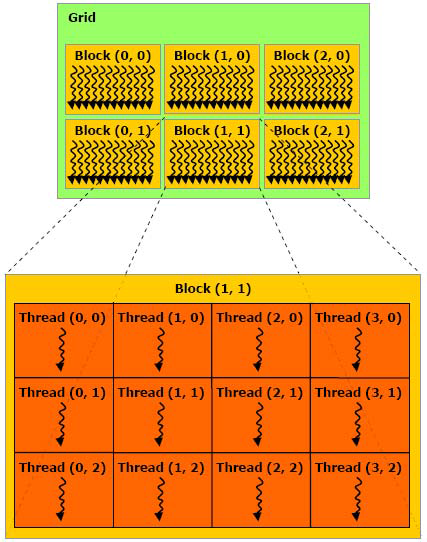 Grid
Block (0, 0) Block (1, 0) Block (2, 0)
Block (0, 1) Block (1, 1) Block (2, 1)
Block (1, 1)
Thread (0, 0) Thread (1, 0) Thread (2, 0) Thread (3, 0)
Thread (0, 1) Thread (1, 1) Thread (2, 1) Thread (3, 1)
Thread (0, 2) Thread (1, 2) Thread (2, 2) Thread (3, 2)